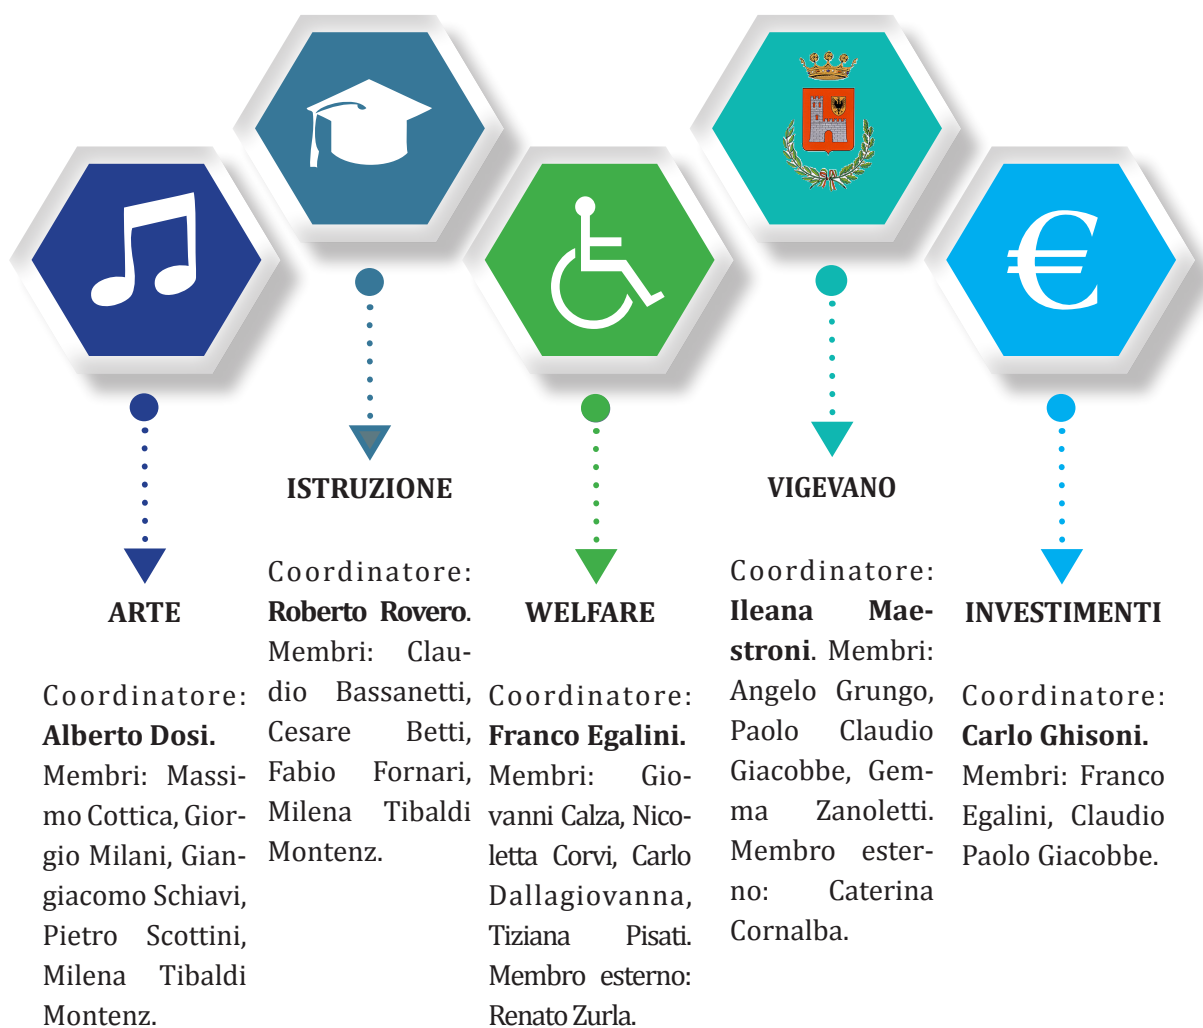 €
ARTE
Coordinatore:
Alberto Dosi.
Membri: Massi-
mo Cottica, Gior-
gio Milani, Gian-
giacomo Schiavi,
Pietro Scottini,
Milena Tibaldi
Montenz.
ISTRUZIONE
Coordinatore:
Roberto Rovero.
Membri: Clau-
dio Bassanetti,
Cesare Betti,
Fabio Fornari,
Milena Tibaldi
Montenz.
WELFARE
Coordinatore:
Franco Egalini.
Membri: Gio-
vanni Calza, Nico-
letta Corvi, Carlo
Dallagiovanna,
Tiziana Pisati.
Membro esterno:
Renato Zurla.
VIGEVANO
Coordinatore:
Ileana Mae-
stroni. Membri:
Angelo Grungo,
Paolo Claudio
Giacobbe, Gem-
ma Zanoletti.
Membro ester-
no: Caterina
Cornalba.
INVESTIMENTI
Coordinatore:
Carlo Ghisoni.
Membri: Franco
Egalini, Claudio
Paolo Giacobbe.